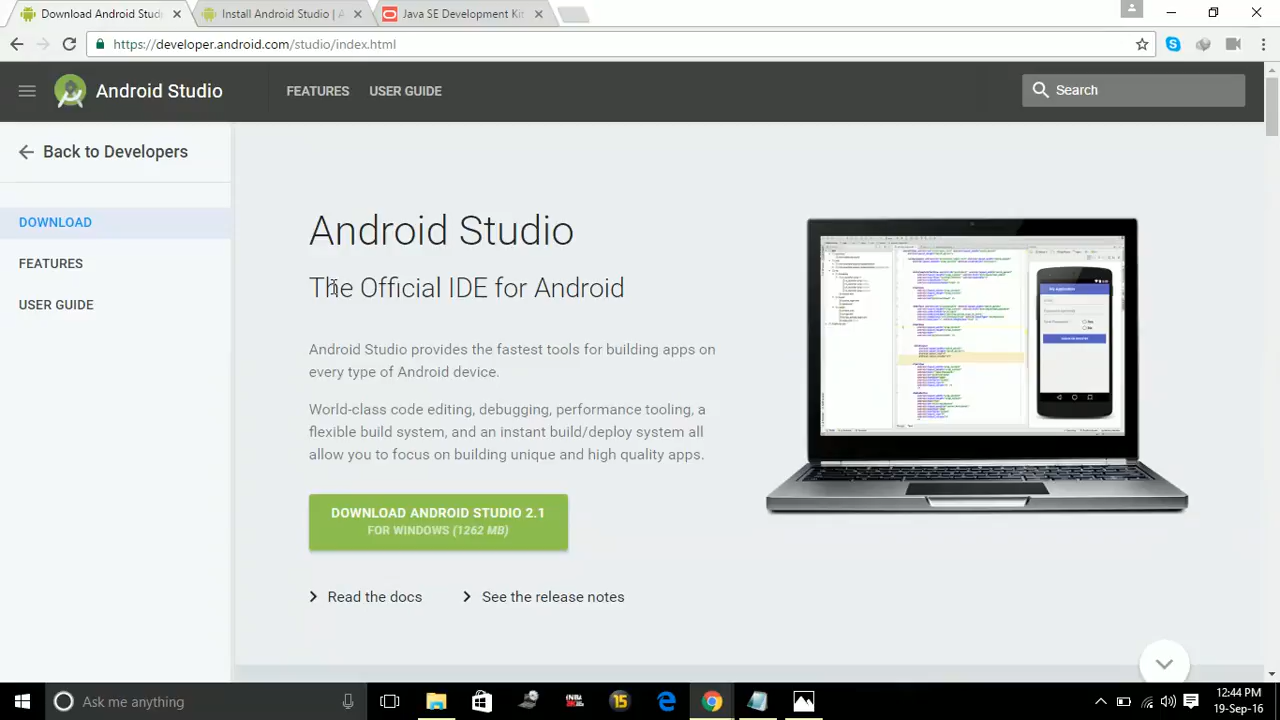 Download Android Studi
Install Android Studio | A
Java SE Development Kit
https://developer.android.com/studio/index.html
Android Studio
FEATURES
USER GUIDE
Search
Back to Developers
DOWNLOAD
FEATURES
USER GUIDE
Android Studio
The Official IDE for Android
Android Studio provides the fastest tools for building apps on
every type of Android device.
World-class code editing, debugging, performance tooling, a
flexible build system, and an instant build/deploy system all
allow you to focus on building unique and high quality apps.
DOWNLOAD ANDROID STUDIO 2.1
FOR WINDOWS (1262 MB)
Read the docs
See the release notes
Ask me anything
12:44 PM
19-Sep-16